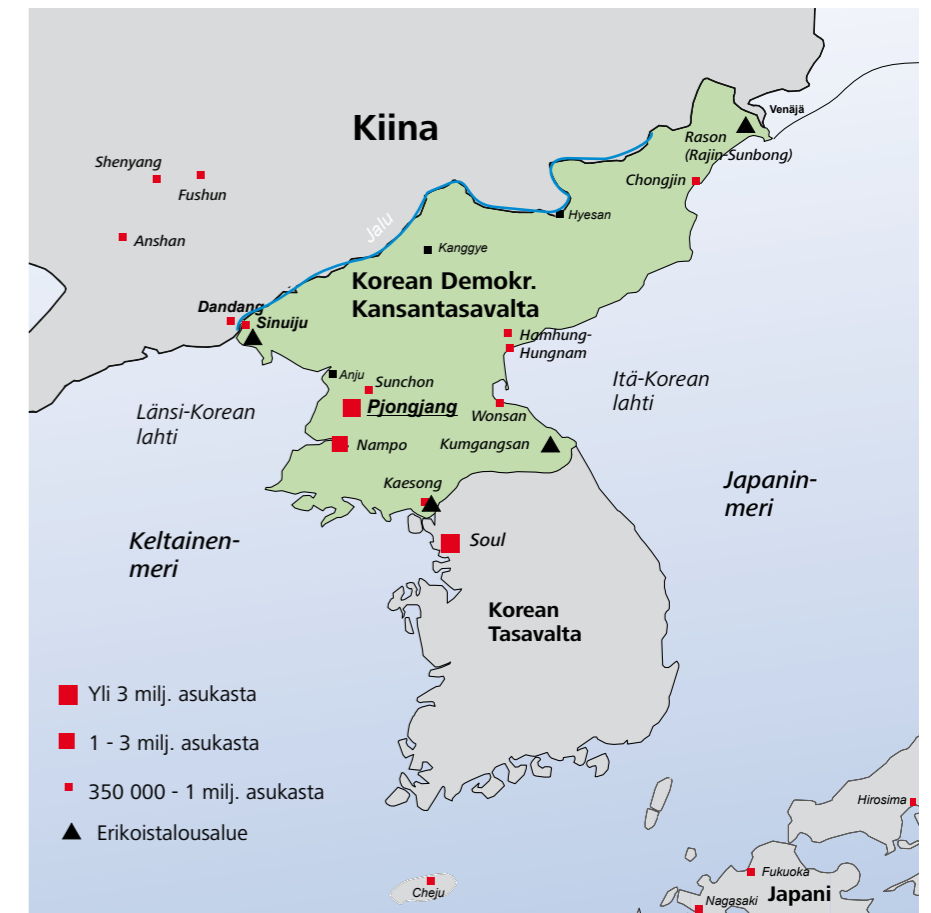 Kiina
Venäjä
Rason
(Rajin-Sunbong)
Shenyang
Fushun
Chongjin
Jalu
Hyesan
Anshan
Kanggye
Korean Demokr.
Kansantasavalta
Dandang
Sinuiju
Hamhung-
Hungnam
Anju
Sunchon
Itä-Korean
lahti
Länsi-Korean
lahti
Pjongjang
Wonsan
Nampo
Kumgangsan
Kaesong
Japanin-
meri
Keltainen-
meri
Soul
Korean
Tasavalta
Yli 3 milj. asukasta
1 - 3 milj. asukasta
350 000 - 1 milj. asukasta
Erikoistalousalue
Hirosima
Fukuoka
Cheju
Japani
Nagasaki